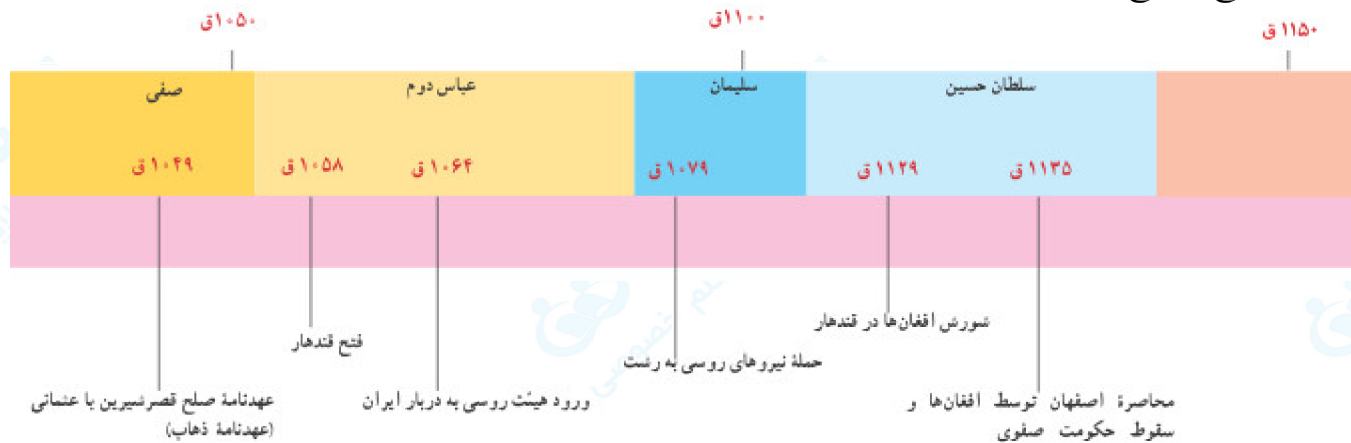 ۱۰۵۰ق
۱۱۰۰ق
۱۱۵۰ ق
صفی
عباس دوم
سلیمان
سلطان حسین
۱۰۴۹ ق
۱۰۵۸ ق
۱۰۶۴ ق
۱۰۷۹ ق
۱۱۲۹ ق
۱۱۳۵ ق
شورش افغان‌ها در قندهار
فتح قندهار
حملهٔ نیروهای روسی به رشت
عهدنامهٔ صلح قصرشیرین با عثمانی
(عهدنامهٔ ذهاب)
ورود هیئت روسی به دربار ایران
محاصرهٔ اصفهان توسط افغان‌ها و
سقوط حکومت صفوی